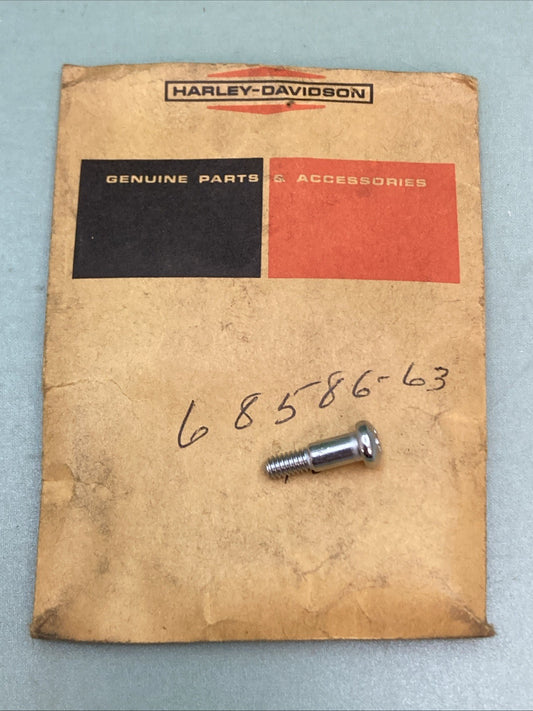 HARLEY-DAVIDSON
GENUINE PARTS & ACCESSORIES
68586-63